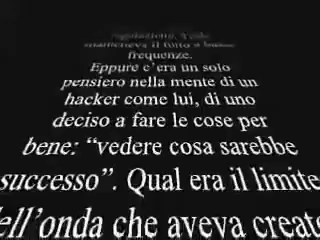 manteneva il tutto a basse
frequenze.
Eppure c'era un solo
pensiero nella mente di un
hacker come lui, di uno
deciso a fare le cose per
bene: “vedere cosa sarebbe
successo”. Qual era il limite
dell'onda che aveva creato